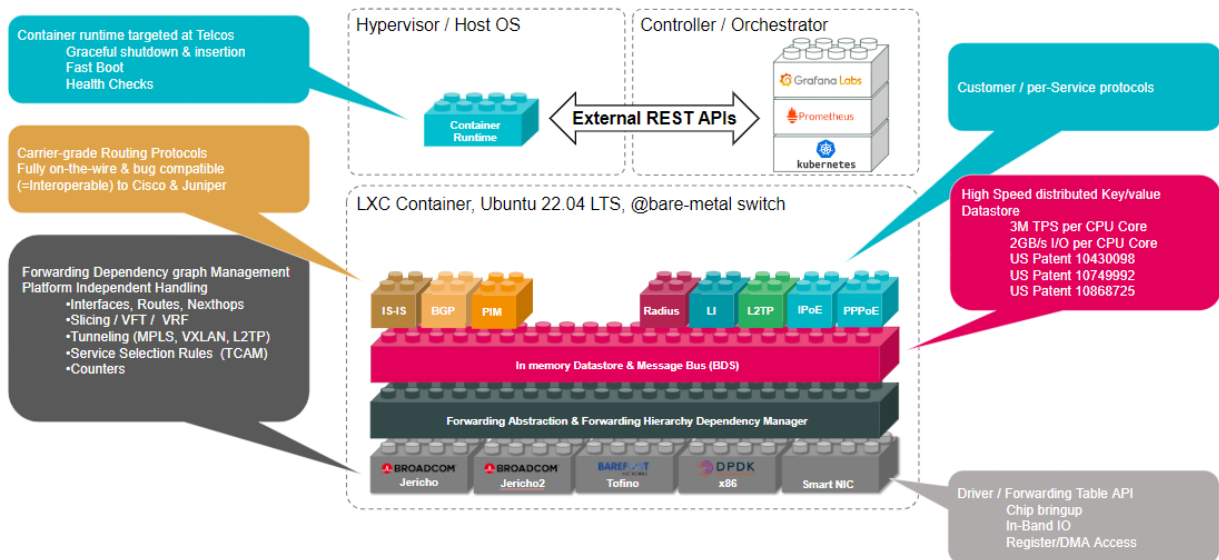 Container runtime targeted at Telcos
Graceful shutdown & insertion
Fast Boot
Health Checks
Hypervisor / Host OS
Container
Runtime
External REST APIs
Controller / Orchestrator
Grafana Labs
Prometheus
kubernetes
Customer / per-Service protocols
Carrier-grade Routing Protocols
Fully on-the-wire & bug compatible
(=Interoperable) to Cisco & Juniper
High Speed distributed Key/value
Datastore
3M TPS per CPU Core
2GB/s I/O per CPU Core
US Patent 10430098
US Patent 10749992
US Patent 10868725
Forwarding Dependency graph Management
Platform Independent Handling
•Interfaces, Routes, Nexthops
•Slicing / VFT / VRF
•Tunneling (MPLS, VXLAN, L2TP)
•Service Selection Rules (TCAM)
•Counters
LXC Container, Ubuntu 22.04 LTS, @bare-metal switch
IS-IS
BGP
PIM
Radius
LI
L2TP
IPoE
PPPoE
In memory Datastore & Message Bus (BDS)
Forwarding Abstraction & Forwarding Hierarchy Dependency Manager
BROADCOM
Jericho
BROADCOM
Jericho2
BAREFOOT
NETWORKS
Tofino
DPDK
x86
Smart NIC
Driver / Forwarding Table API
Chip bringup
In-Band IO
Register/DMA Access